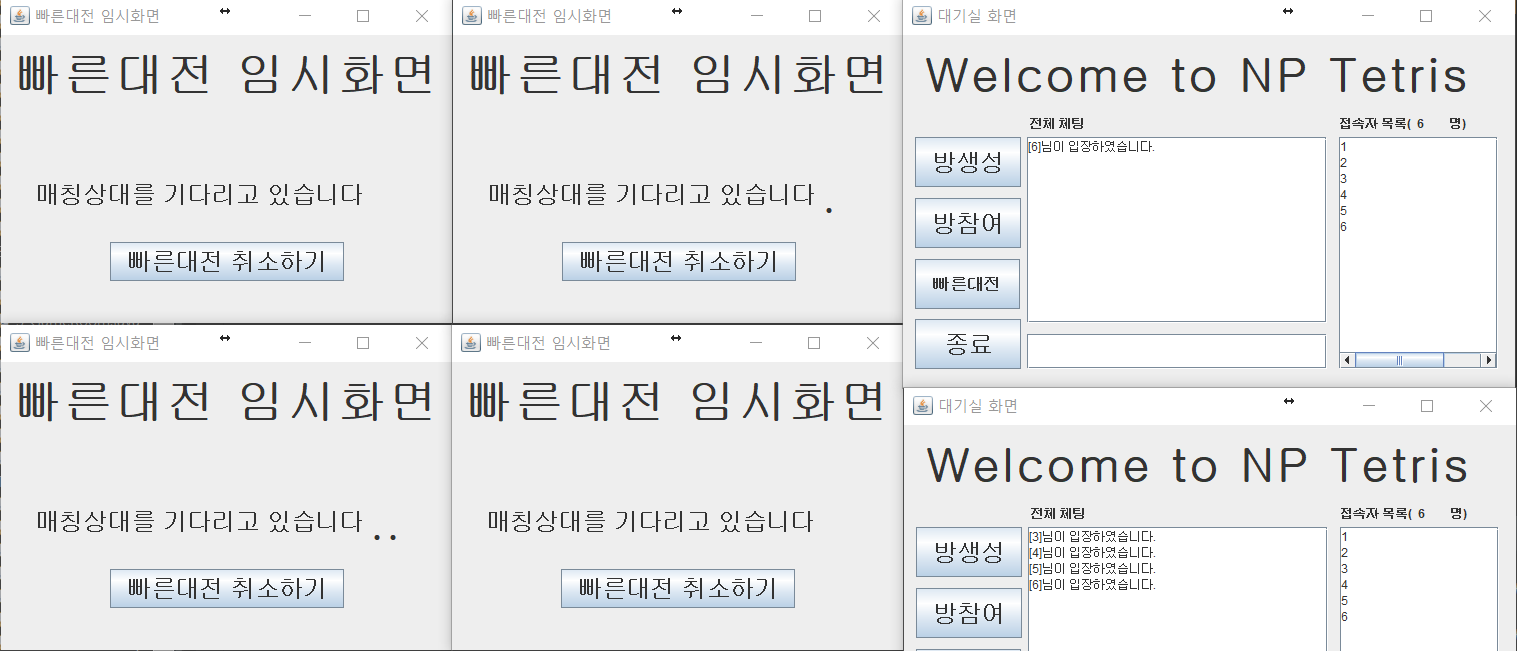 빠른대전 임시화면
빠른대전 임시화면
매칭상대를 기다리고 있습니다
빠른대전 취소하기
빠른대전 임시화면
빠른대전 임시화면
매칭상대를 기다리고 있습니다 .
빠른대전 취소하기
대기실 화면
Welcome to NP Tetris
전체 체팅
접속자 목록( 6 명)
방생성
방참여
빠른대전
종료
[6]님이 입장하였습니다.
1
2
3
4
5
6
빠른대전 임시화면
빠른대전 임시화면
매칭상대를 기다리고 있습니다 . .
빠른대전 취소하기
빠른대전 임시화면
빠른대전 임시화면
매칭상대를 기다리고 있습니다
빠른대전 취소하기
대기실 화면
Welcome to NP Tetris
전체 체팅
접속자 목록( 6 명)
방생성
방참여
[3]님이 입장하였습니다.
[4]님이 입장하였습니다.
[5]님이 입장하였습니다.
[6]님이 입장하였습니다.
1
2
3
4
5
6